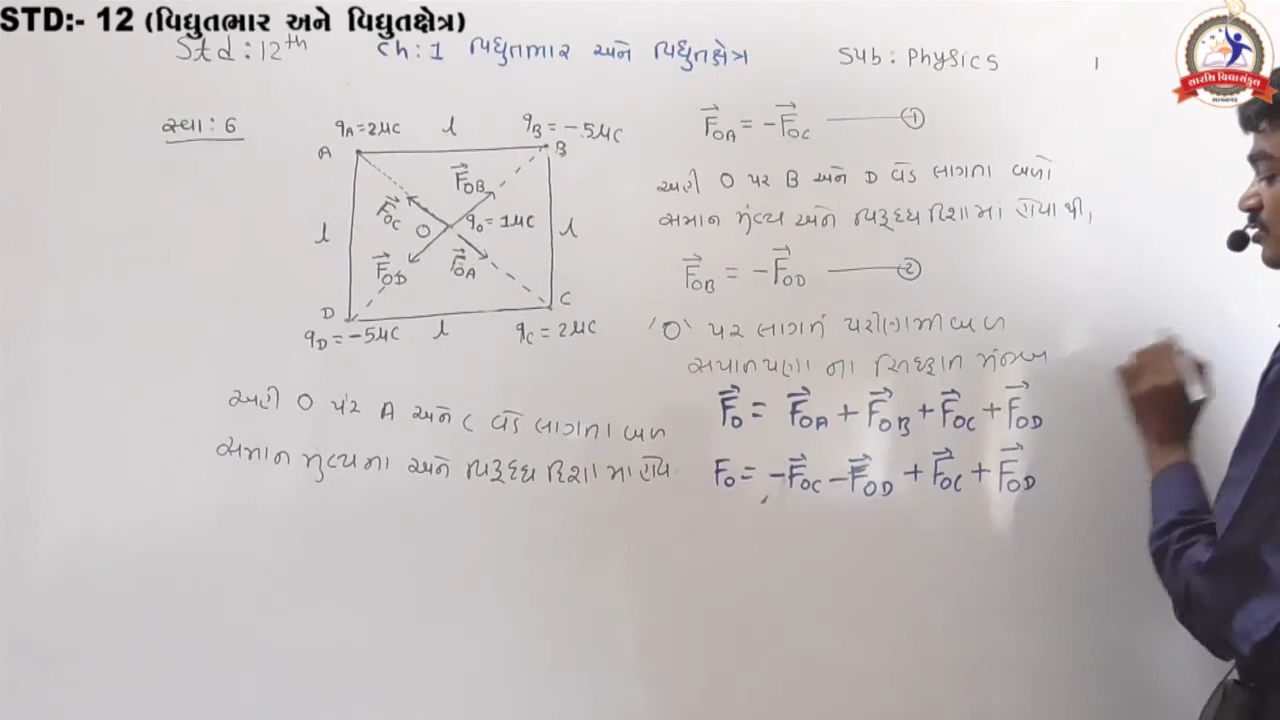 STD:- 12 (વિદ્યુતભાર અને વિદ્યુતક્ષેત્ર)
Std : 12th Ch : 1 વિદ્યુતભાર અને વિદ્યુતક્ષેત્ર Sub : Physics
સારથિ વિદ્યાસંકુલ
ભાવનગર
સ્વા : 6
qA = 2μC l qB = -5μC
A B
l l
F⃗OB
F⃗OC O q0 = 1μC
F⃗OD F⃗OA
D C
qD = -5μC l qC = 2μC
અહી O પર A અને C વડે લાગતા બળ
સમાન મુલ્યના અને વિરૂદ્ધ દિશા માં હોય
F⃗OA = -F⃗OC ——— ①
અહી O પર B અને D વડે લાગતા બળો
સમાન મુલ્ય અને વિરૂદ્ધ દિશામાં હોવાથી,
F⃗OB = -F⃗OD ——— ②
'O' પર લાગતું પરીણામી બળ
સંપાતપણા ના સિધ્ધાંત મુજબ
F⃗O = F⃗OA + F⃗OB + F⃗OC + F⃗OD
FO = -F⃗OC - F⃗OD + F⃗OC + F⃗OD